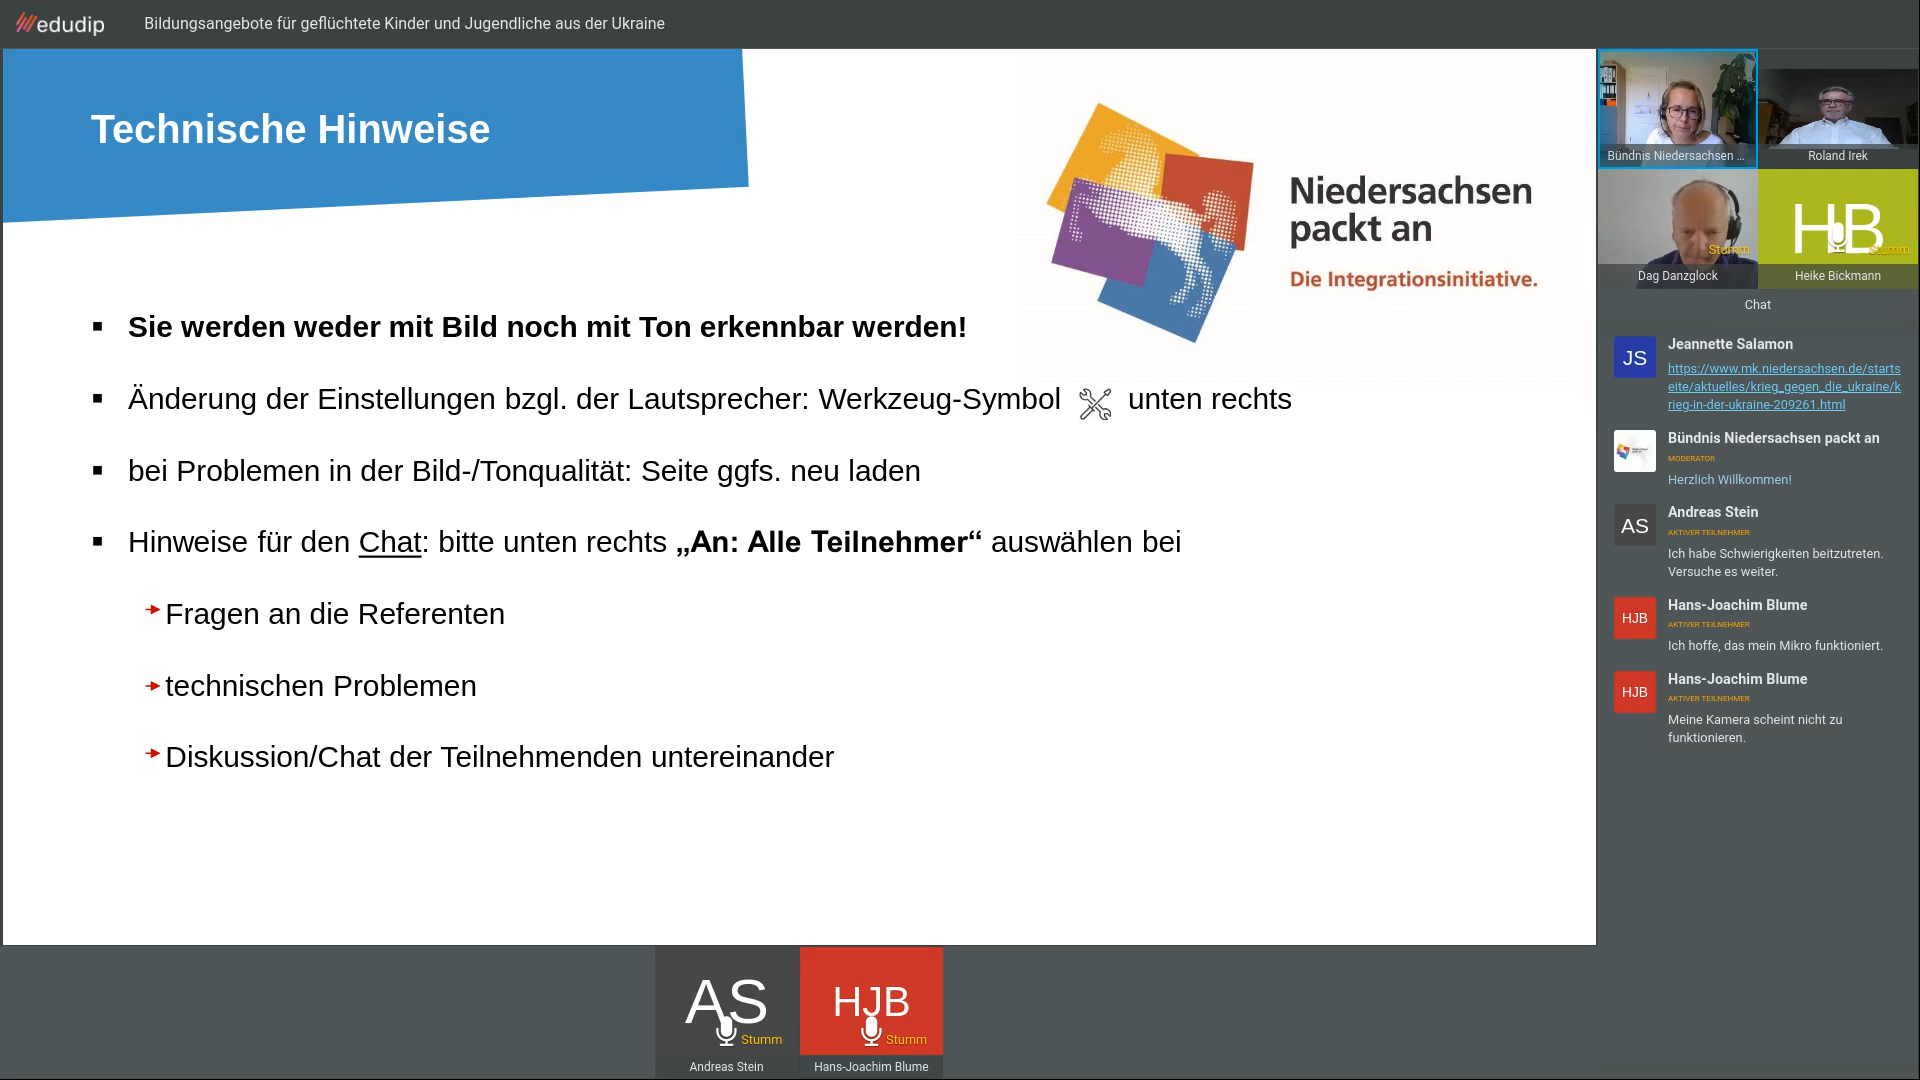 edudip
Bildungsangebote für geflüchtete Kinder und Jugendliche aus der Ukraine
Technische Hinweise
Niedersachsen
packt an
Die Integrationsinitiative.
Sie werden weder mit Bild noch mit Ton erkennbar werden!
Änderung der Einstellungen bzgl. der Lautsprecher: Werkzeug-Symbol unten rechts
bei Problemen in der Bild-/Tonqualität: Seite ggfs. neu laden
Hinweise für den Chat: bitte unten rechts „An: Alle Teilnehmer“ auswählen bei
Fragen an die Referenten
technischen Problemen
Diskussion/Chat der Teilnehmenden untereinander
Bündnis Niedersachsen ...
Roland Irek
Stumm
Dag Danzglock
HB
Stumm
Heike Bickmann
Chat
JS
Jeannette Salamon
https://www.mk.niedersachsen.de/starts
eite/aktuelles/krieg_gegen_die_ukraine/k
rieg-in-der-ukraine-209261.html
Bündnis Niedersachsen packt an
MODERATOR
Herzlich Willkommen!
AS
Andreas Stein
AKTIVER TEILNEHMER
Ich habe Schwierigkeiten beitzutreten.
Versuche es weiter.
HJB
Hans-Joachim Blume
AKTIVER TEILNEHMER
Ich hoffe, das mein Mikro funktioniert.
HJB
Hans-Joachim Blume
AKTIVER TEILNEHMER
Meine Kamera scheint nicht zu
funktionieren.
AS
Stumm
Andreas Stein
HJB
Stumm
Hans-Joachim Blume